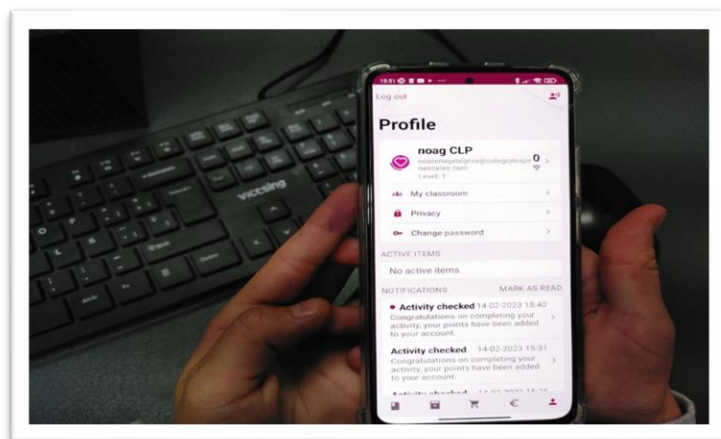 Log out
Profile
noag CLP
0
Level: 1
My classroom
Privacy
Change password
ACTIVE ITEMS
No active items
NOTIFICATIONS MARK AS READ
Activity checked 14-02-2023 15:40
Congratulations on completing your
activity, your points have been added
to your account.
Activity checked 14-02-2023 15:31
Congratulations on completing your
activity, your points have been added
to your account.
victsing